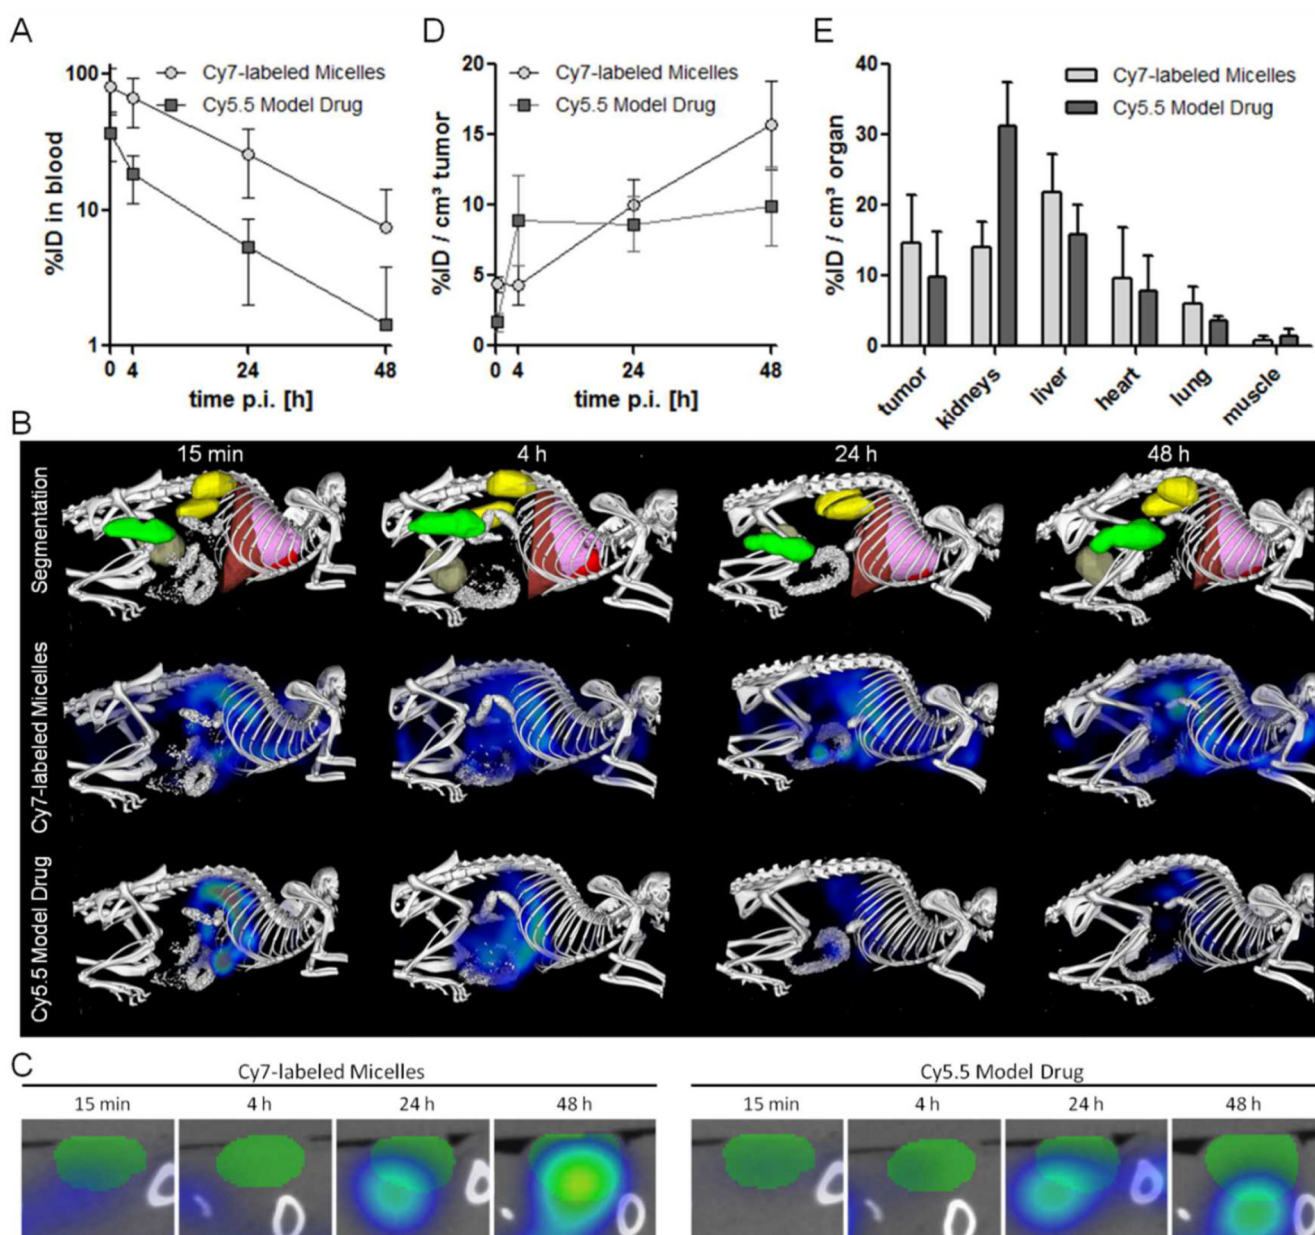 A
D
E
100
10
1
%ID in blood
Cy7-labeled Micelles
Cy5.5 Model Drug
0 4 24 48
time p.i. [h]
20
15
10
5
0
%ID / cm³ tumor
Cy7-labeled Micelles
Cy5.5 Model Drug
0 4 24 48
time p.i. [h]
40
30
20
10
0
%ID / cm³ organ
Cy7-labeled Micelles
Cy5.5 Model Drug
tumor
kidneys
liver
heart
lung
muscle
B
15 min 4 h 24 h 48 h
Segmentation
Cy7-labeled Micelles
Cy5.5 Model Drug
C
Cy7-labeled Micelles
15 min 4 h 24 h 48 h
Cy5.5 Model Drug
15 min 4 h 24 h 48 h